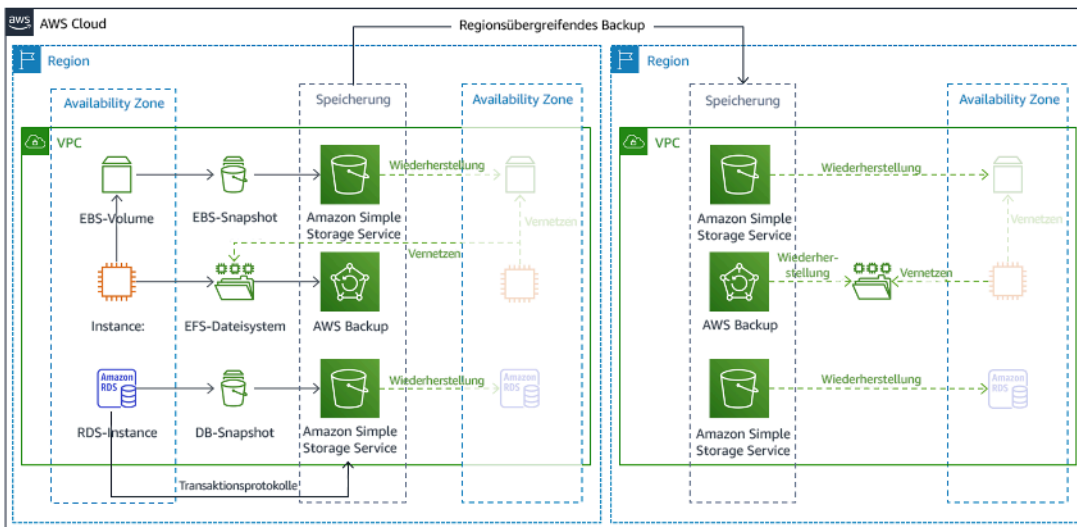 aws
AWS Cloud
Regionsübergreifendes Backup
Region
Region
Availability Zone
Speicherung
Availability Zone
Speicherung
Availability Zone
VPC
VPC
Wiederherstellung
Wiederherstellung
EBS-Volume
EBS-Snapshot
Amazon Simple
Storage Service
Vernetzen
Amazon Simple
Storage Service
Vernetzen
Wiederher-
stellung
Vernetzen
Vernetzen
Instance:
EFS-Dateisystem
AWS Backup
AWS Backup
Amazon
RDS
Wiederherstellung
Amazon
RDS
Wiederherstellung
Amazon
RDS
RDS-Instance
DB-Snapshot
Amazon Simple
Storage Service
Amazon Simple
Storage Service
Transaktionsprotokolle